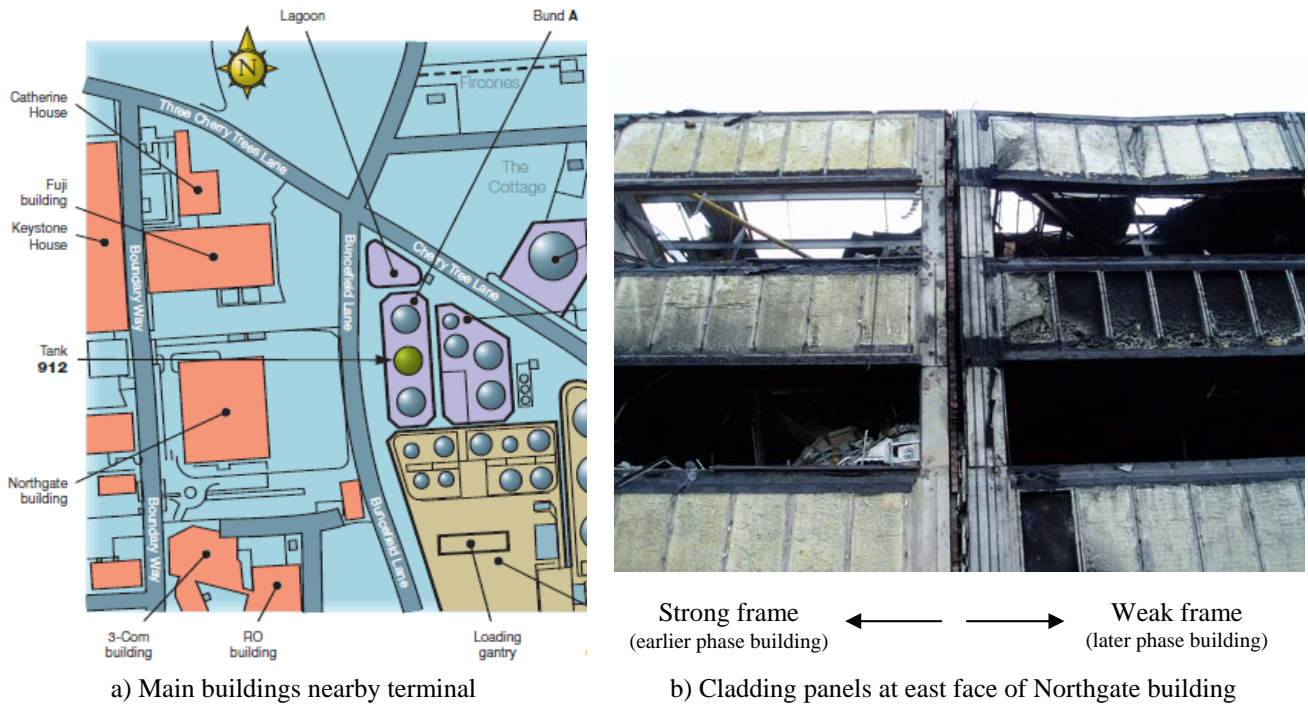 Lagoon
Bund A
N
Catherine
House
Three Cherry Trees Lane
Fircones
The
Cottage
Fuji
building
Keystone
House
Boundary Way
Buncefield Lane
Cherry Tree Lane
Tank
912
Northgate
building
Boundary Way
Buncefield Lane
3-Com
building
RO
building
Loading
gantry
Strong frame
(earlier phase building)
Weak frame
(later phase building)
a) Main buildings nearby terminal
b) Cladding panels at east face of Northgate building